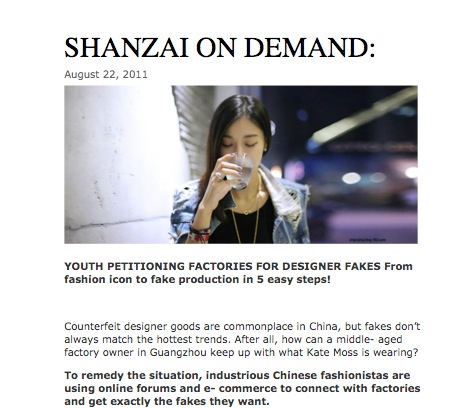 SHANZAI ON DEMAND:
August 22, 2011
YOUTH PETITIONING FACTORIES FOR DESIGNER FAKES From
fashion icon to fake production in 5 easy steps!
Counterfeit designer goods are commonplace in China, but fakes don’t
always match the hottest trends. After all, how can a middle- aged
factory owner in Guangzhou keep up with what Kate Moss is wearing?
To remedy the situation, industrious Chinese fashionistas are
using online forums and e- commerce to connect with factories
and get exactly the fakes they want.